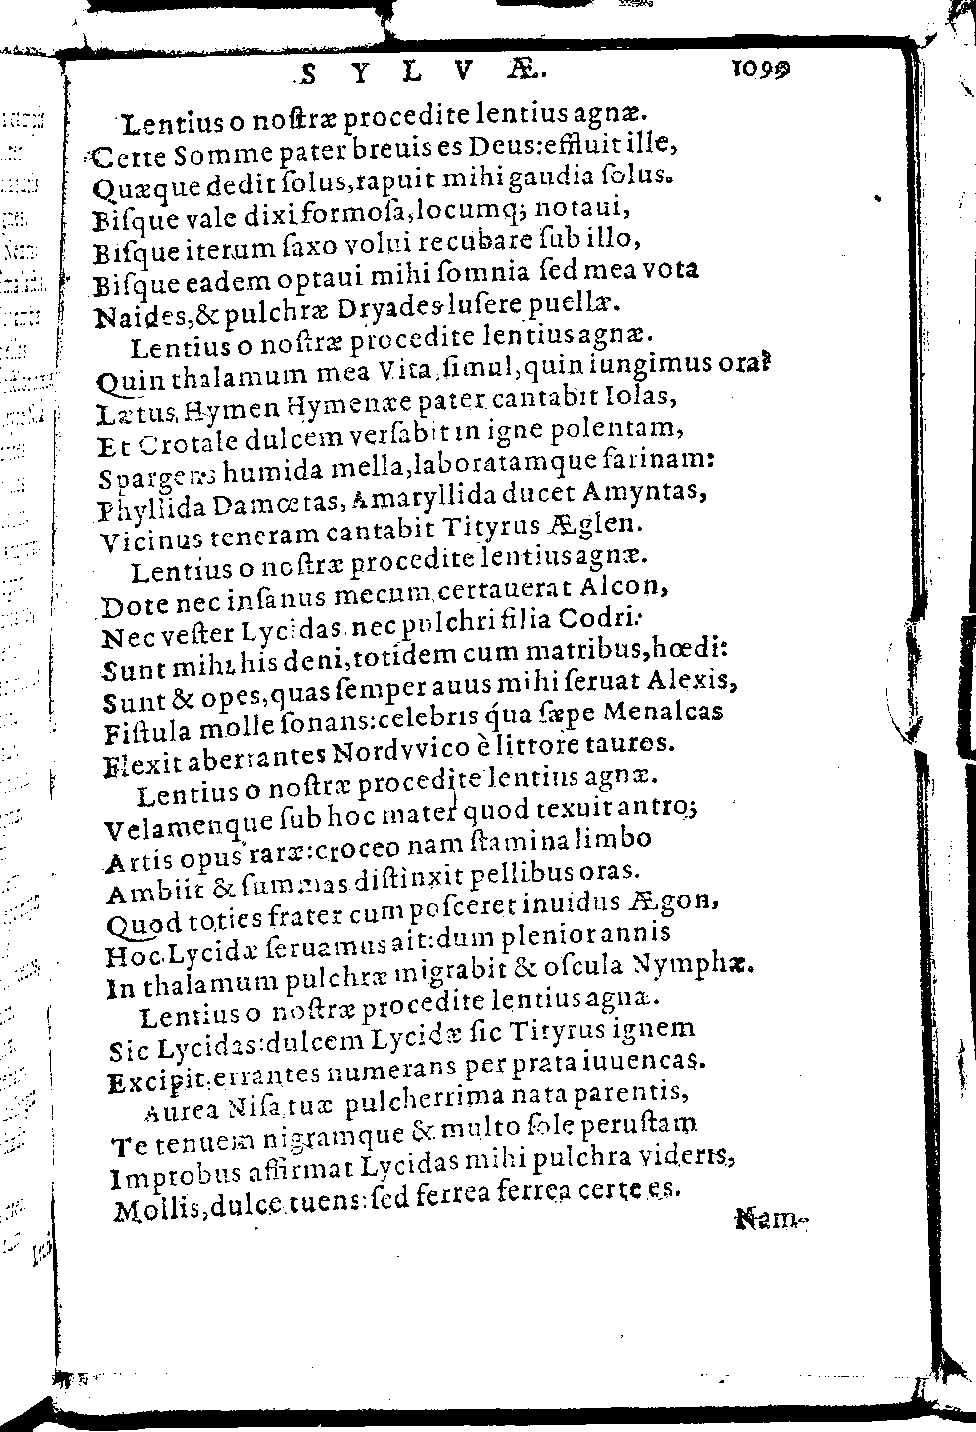 SYLVÆ. 1099
Lentius o noſtræ procedite lentius agnæ.
Certe Somme pater breuis es Deus:effluit ille,
Quæque dedit ſolus,rapuit mihi gaudia ſolus.
Biſque vale dixi formoſa,locumq; notaui,
Biſque iterum ſaxo volui recubare ſub illo,
Biſque eadem optaui mihi ſomnia ſed mea vota
Naides,& pulchræ Dryades luſere puellæ.
Lentius o noſtræ procedite lentius agnæ.
Quin thalamum mea Vita ſimul,quin iungimus ora?
Lætus Hymen Hymenæe pater cantabit Iolas,
Et Crotale dulcem verſabit in igne polentam,
Spargens humida mella,laboratamque farinam:
Phyllida Damœtas, Amaryllida ducet Amyntas,
Vicinus teneram cantabit Tityrus Æglen.
Lentius o noſtræ procedite lentius agnæ.
Dote nec inſanus mecum certauerat Alcon,
Nec veſter Lycidas nec pulchri filia Codri:
Sunt mihi his deni,totidem cum matribus,hœdi:
Sunt & opes,quas ſemper auus mihi ſeruat Alexis,
Fiſtula molle ſonans:celebris q́ua ſæpe Menalcas
Flexit aberrantes Nordvvico è littore tauros.
Lentius o noſtræ procedite lentius agnæ.
Velamenque ſub hoc mater quod texuit antro;
Artis opus raræ:croceo nam ſtamina limbo
Ambiit & ſummas diſtinxit pellibus oras.
Quod toties frater cum poſceret inuidus Ægon,
Hoc Lycidæ ſeruamus ait:dum plenior annis
In thalamum pulchræ migrabit & oſcula Nymphæ.
Lentius o noſtræ procedite lentius agnæ.
Sic Lycidas:dulcem Lycidæ ſic Tityrus ignem
Excipit:errantes numerans per prata iuuencas.
Aurea Niſa tuæ pulcherrima nata parentis,
Te tenuem nigramque & multo ſole peruſtam
Improbus affirmat Lycidas mihi pulchra videris,
Mollis,dulce tuens:ſed ferrea ferrea certe es.
Nam-